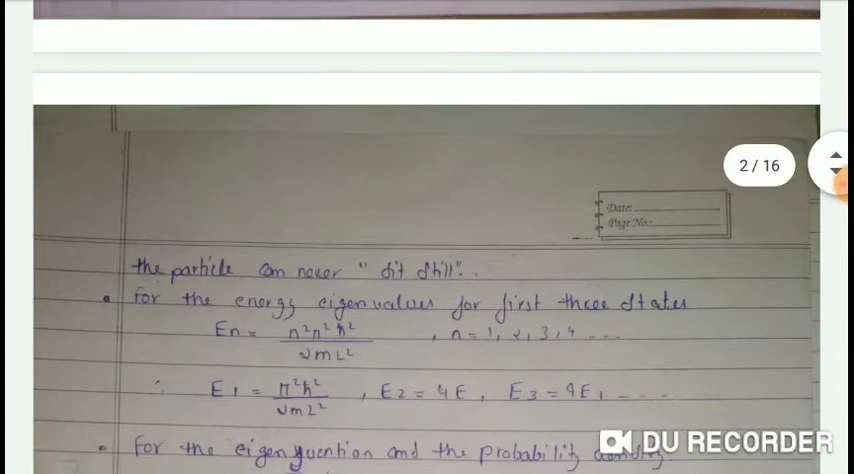 2 / 16
Date:
Page No.:
the particle can never "sit still".
for the energy eigenvalues for first three states
En = n²π²ħ² / 2mL² , n = 1, 2, 3, 4 ---
∴ E1 = π²ħ² / 2mL² , E2 = 4E, E3 = 9E1 ----
for the eigen and the probability
DU RECORDER